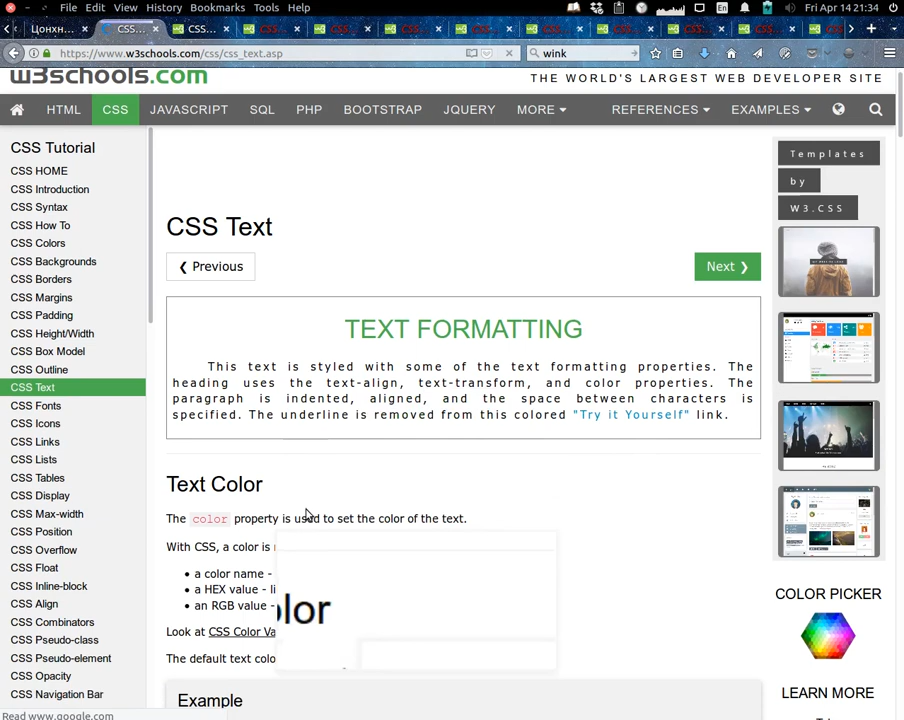 File Edit View History Bookmarks Tools Help
En
Fri Apr 14 21:34
Цонхн...
CSS...
CSS...
https://www.w3schools.com/css/css_text.asp
wink
w3schools.com
THE WORLD'S LARGEST WEB DEVELOPER SITE
HTML CSS JAVASCRIPT SQL PHP BOOTSTRAP JQUERY MORE REFERENCES EXAMPLES
CSS Tutorial
CSS HOME
CSS Introduction
CSS Syntax
CSS How To
CSS Colors
CSS Backgrounds
CSS Borders
CSS Margins
CSS Padding
CSS Height/Width
CSS Box Model
CSS Outline
CSS Text
CSS Fonts
CSS Icons
CSS Links
CSS Lists
CSS Tables
CSS Display
CSS Max-width
CSS Position
CSS Overflow
CSS Float
CSS Inline-block
CSS Align
CSS Combinators
CSS Pseudo-class
CSS Pseudo-element
CSS Opacity
CSS Navigation Bar
Read www.google.com
CSS Text
❮ Previous
Next ❯
TEXT FORMATTING
This text is styled with some of the text formatting properties. The
heading uses the text-align, text-transform, and color properties. The
paragraph is indented, aligned, and the space between characters is
specified. The underline is removed from this colored "Try it Yourself" link.
Text Color
The color property is used to set the color of the text.
With CSS, a color is
• a color name -
• a HEX value - li
• an RGB value -
olor
Look at CSS Color Va
The default text colo
Example
Templates
by
W3.CSS
COLOR PICKER
LEARN MORE